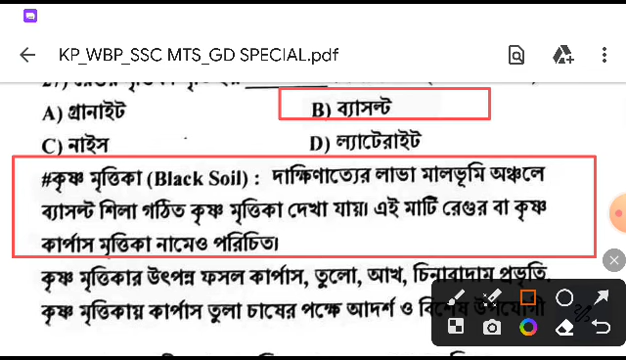 KP_WBP_SSC MTS_GD SPECIAL.pdf
A) গ্রানাইট B) ব্যাসল্ট
C) নাইস D) ল্যাটেরাইট
#কৃষ্ণ মৃত্তিকা (Black Soil) : দাক্ষিণাত্যের লাভা মালভূমি অঞ্চলে
ব্যাসল্ট শিলা গঠিত কৃষ্ণ মৃত্তিকা দেখা যায়। এই মাটি রেগুর বা কৃষ্ণ
কার্পাস মৃত্তিকা নামেও পরিচিত।
কৃষ্ণ মৃত্তিকার উৎপন্ন ফসল কার্পাস, তুলো, আখ, চিনাবাদাম প্রভৃতি.
কৃষ্ণ মৃত্তিকায় কার্পাস তুলা চাষের পক্ষে আদর্শ ও বিশেষ উপযোগী